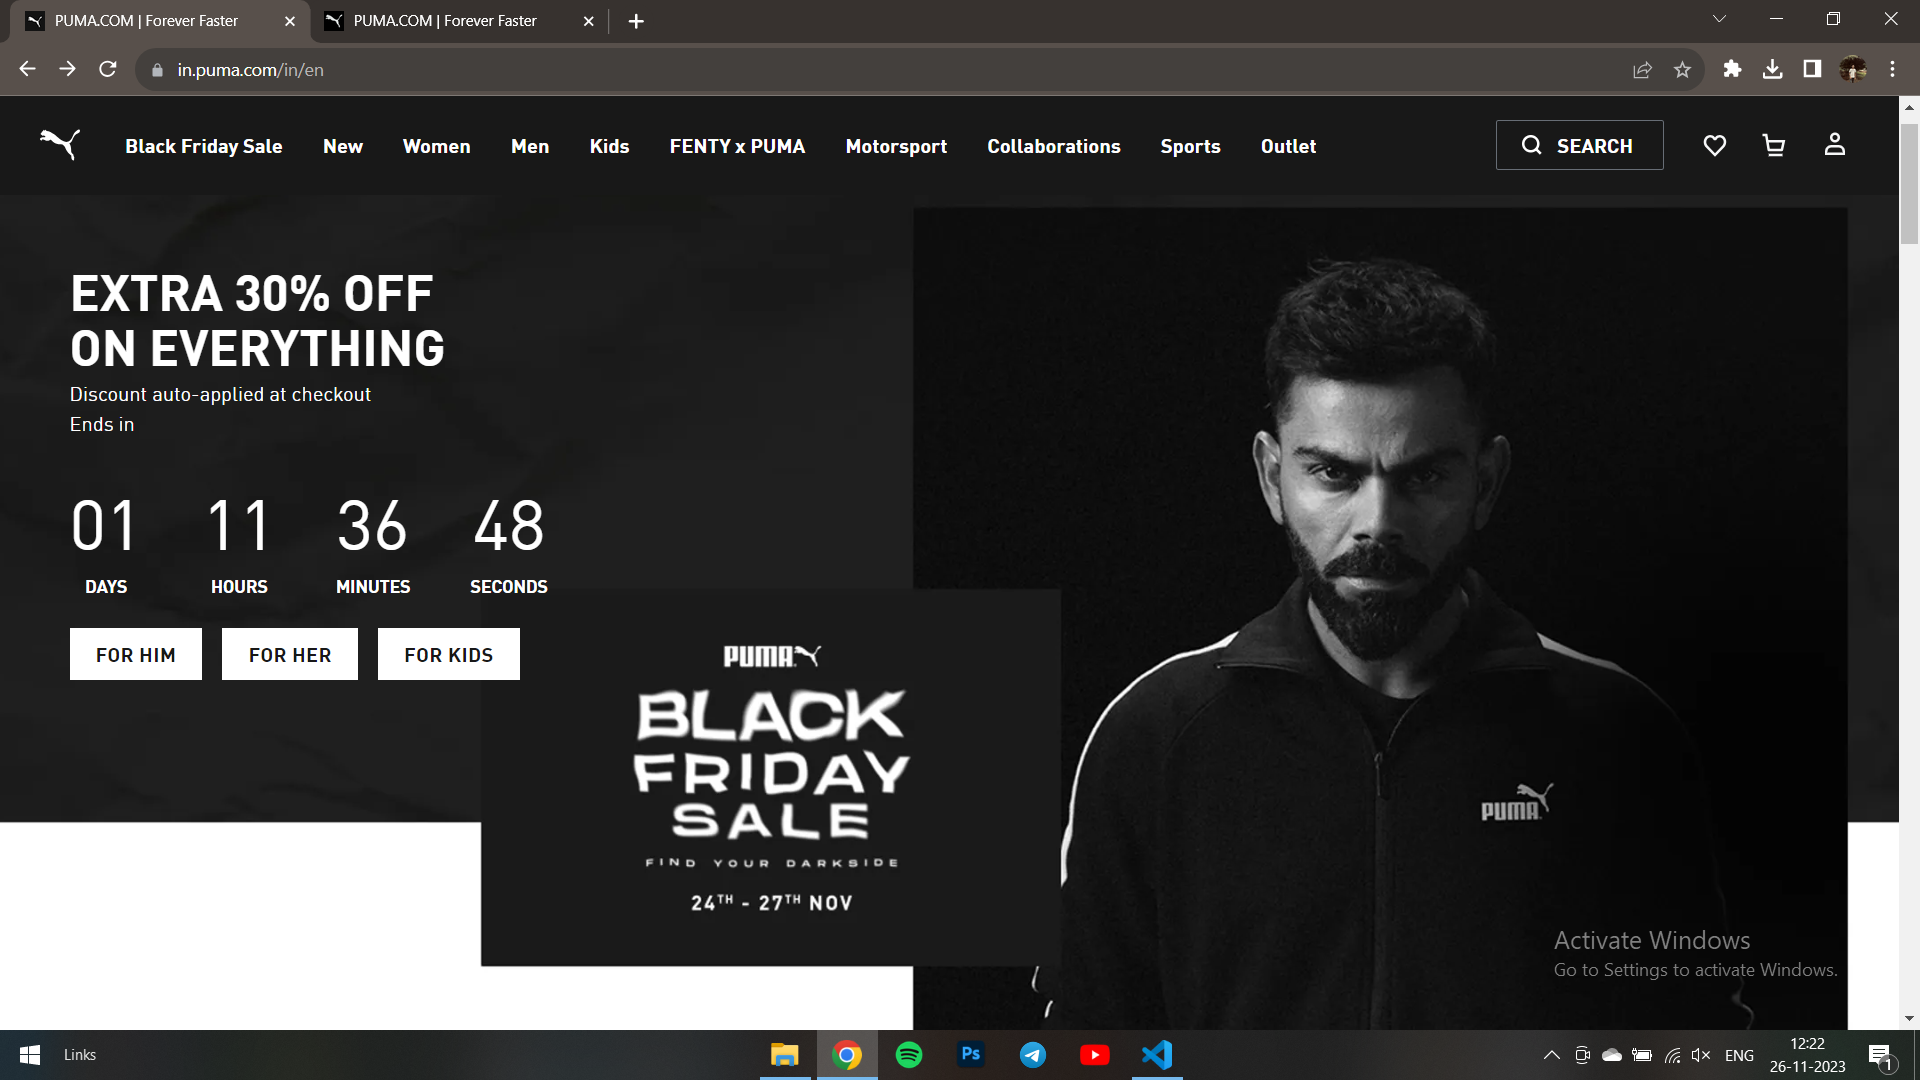 PUMA.COM | Forever Faster
PUMA.COM | Forever Faster
in.puma.com/in/en
Black Friday Sale New Women Men Kids FENTY x PUMA Motorsport Collaborations Sports Outlet SEARCH
EXTRA 30% OFF
ON EVERYTHING
Discount auto-applied at checkout
Ends in
01 11 36 48
DAYS HOURS MINUTES SECONDS
FOR HIM FOR HER FOR KIDS
PUMA
BLACK
FRIDAY
SALE
FIND YOUR DARKSIDE
24TH - 27TH NOV
PUMA
Activate Windows
Go to Settings to activate Windows.
Links
Ps
ENG
12:22
26-11-2023
1